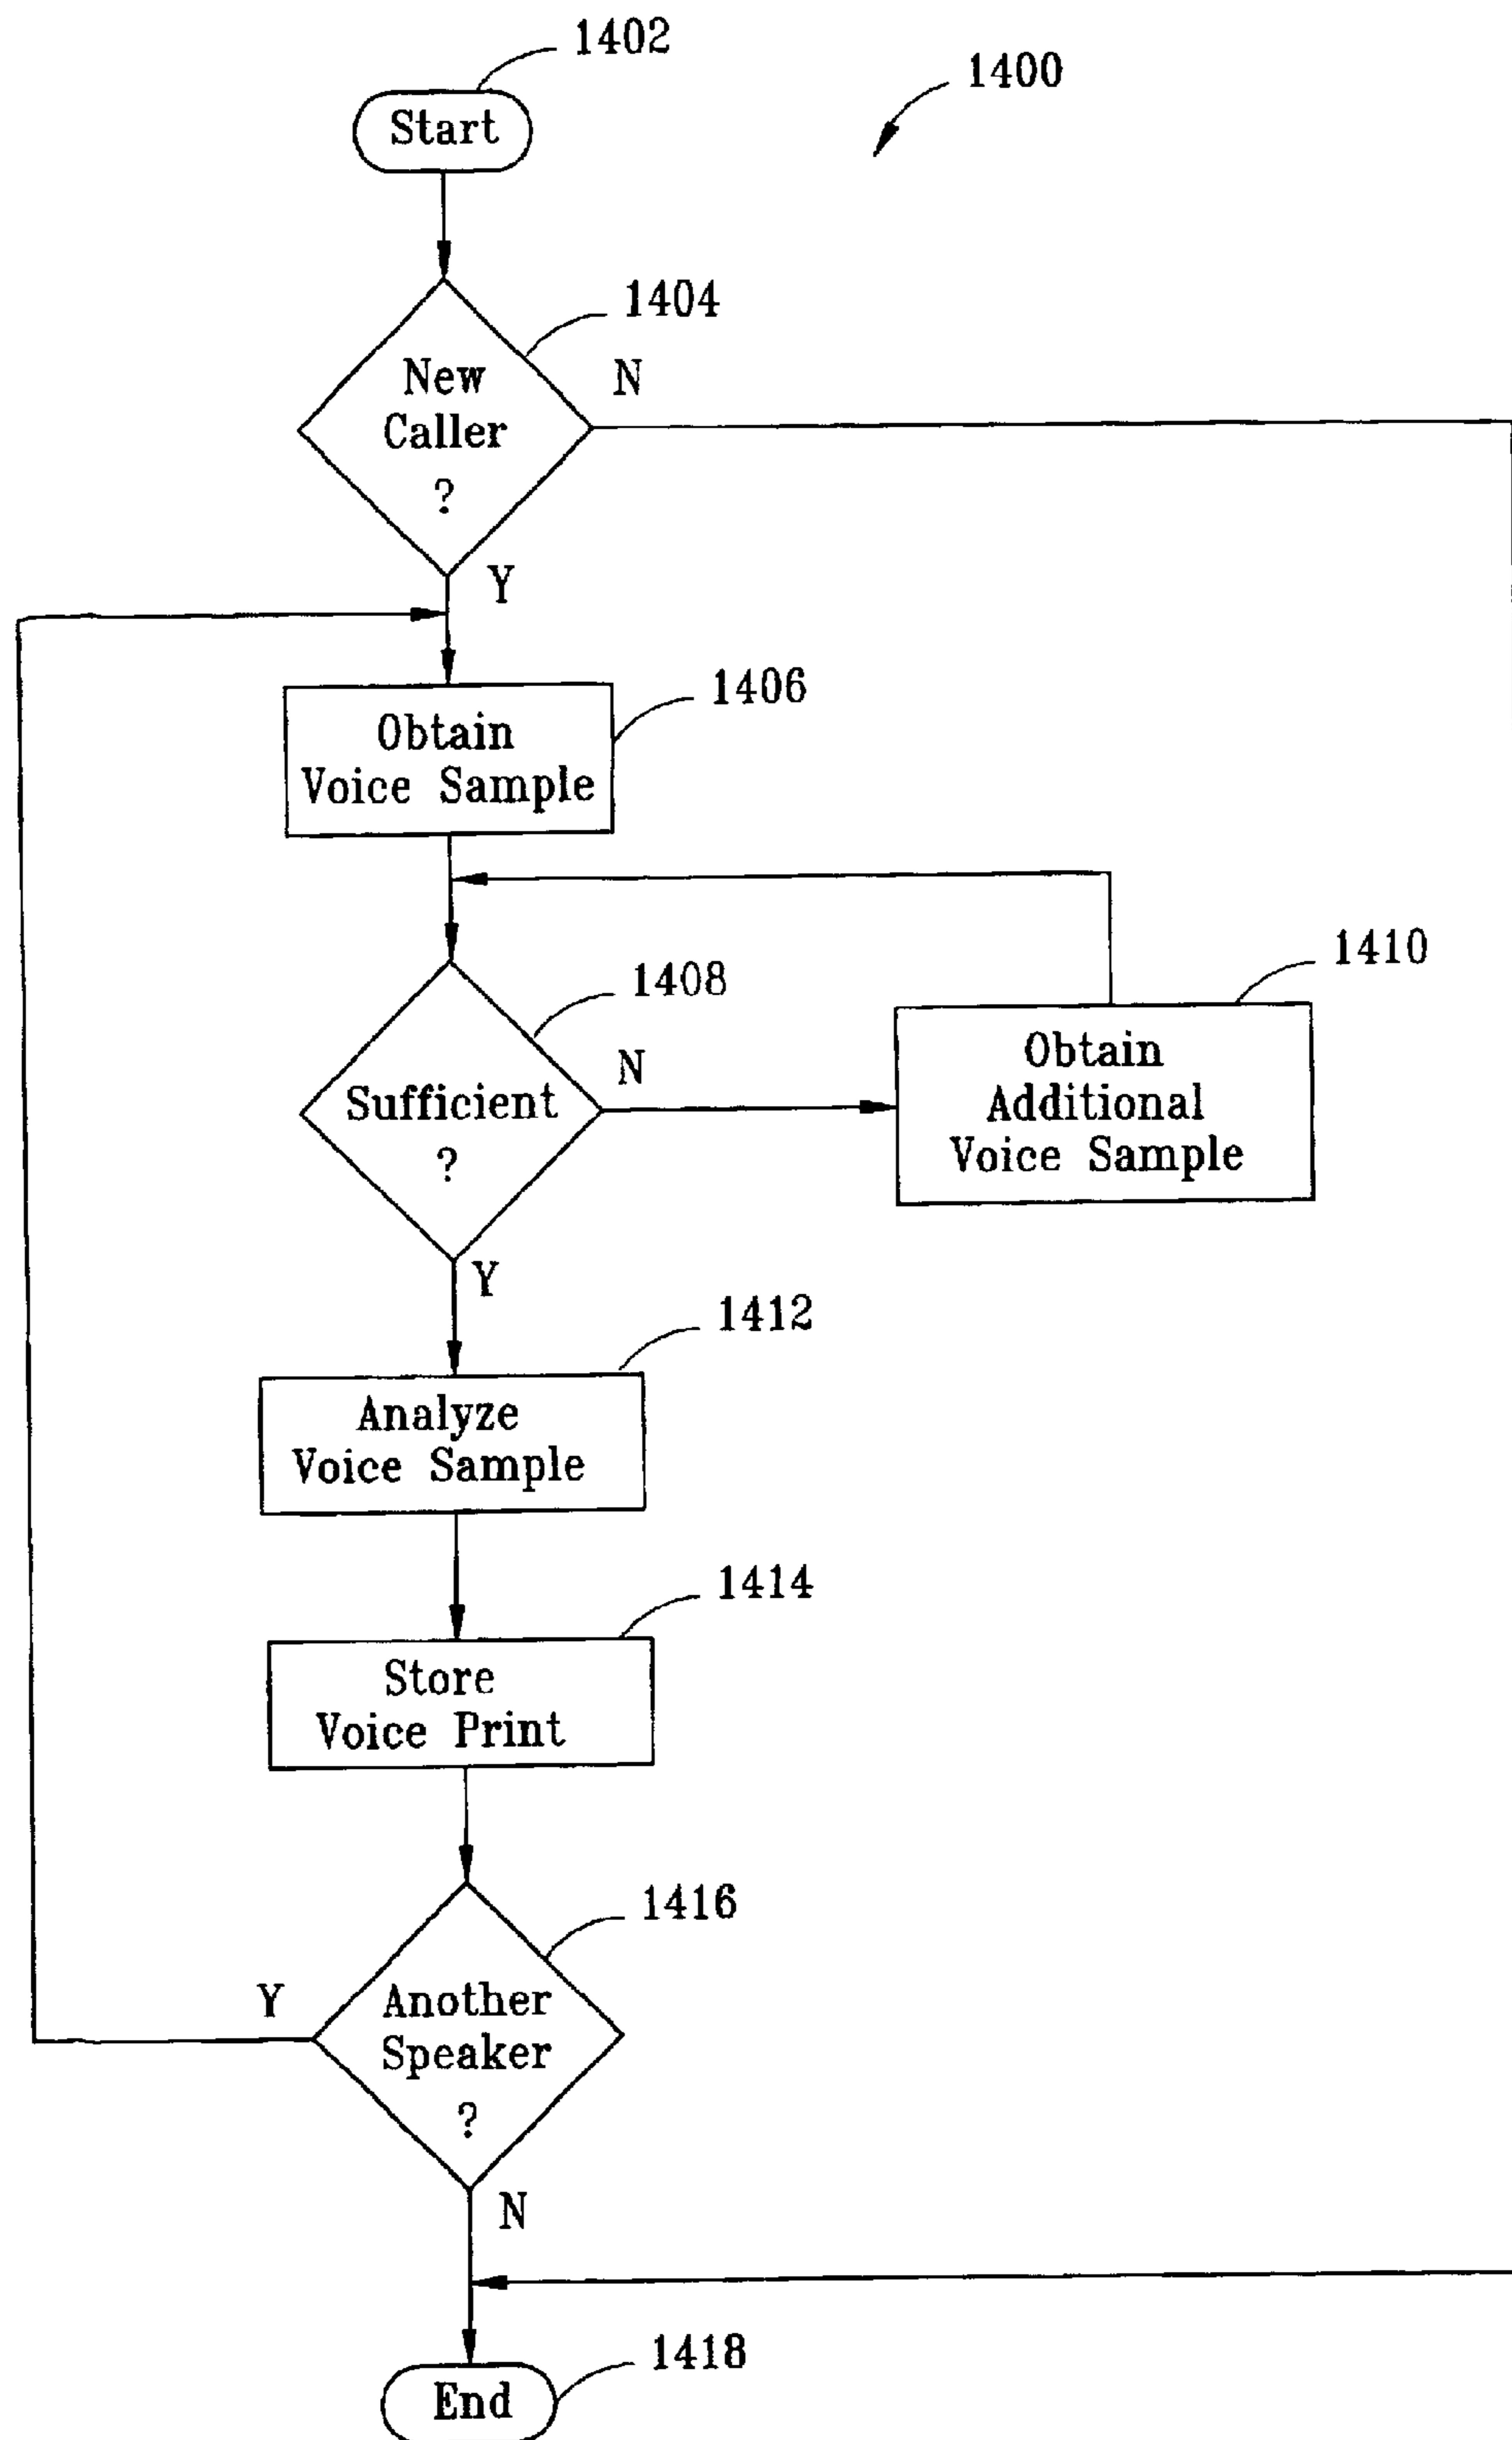 1402
1400
Start
1404
New
Caller
?
N
Y
1406
Obtain
Voice Sample
1408
Sufficient
?
N
1410
Obtain
Additional
Voice Sample
Y
1412
Analyze
Voice Sample
1414
Store
Voice Print
1416
Another
Speaker
?
Y
N
1418
End